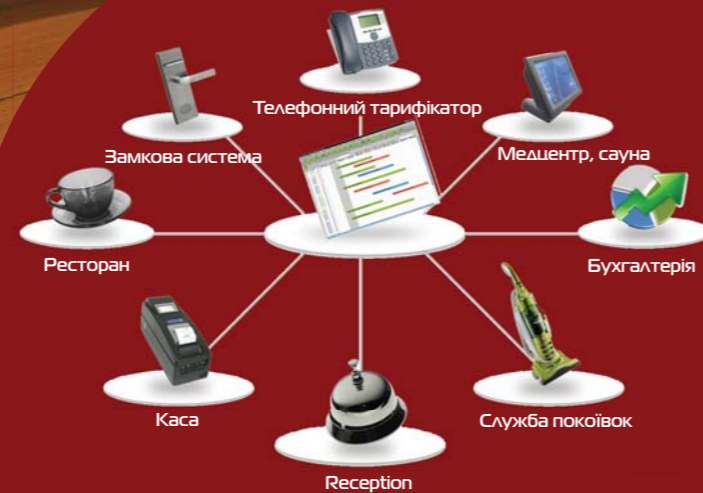 Телефонний тарифікатор
Замкова система
Медцентр, сауна
Ресторан
Бухгалтерія
Каса
Служба покоївок
Reception